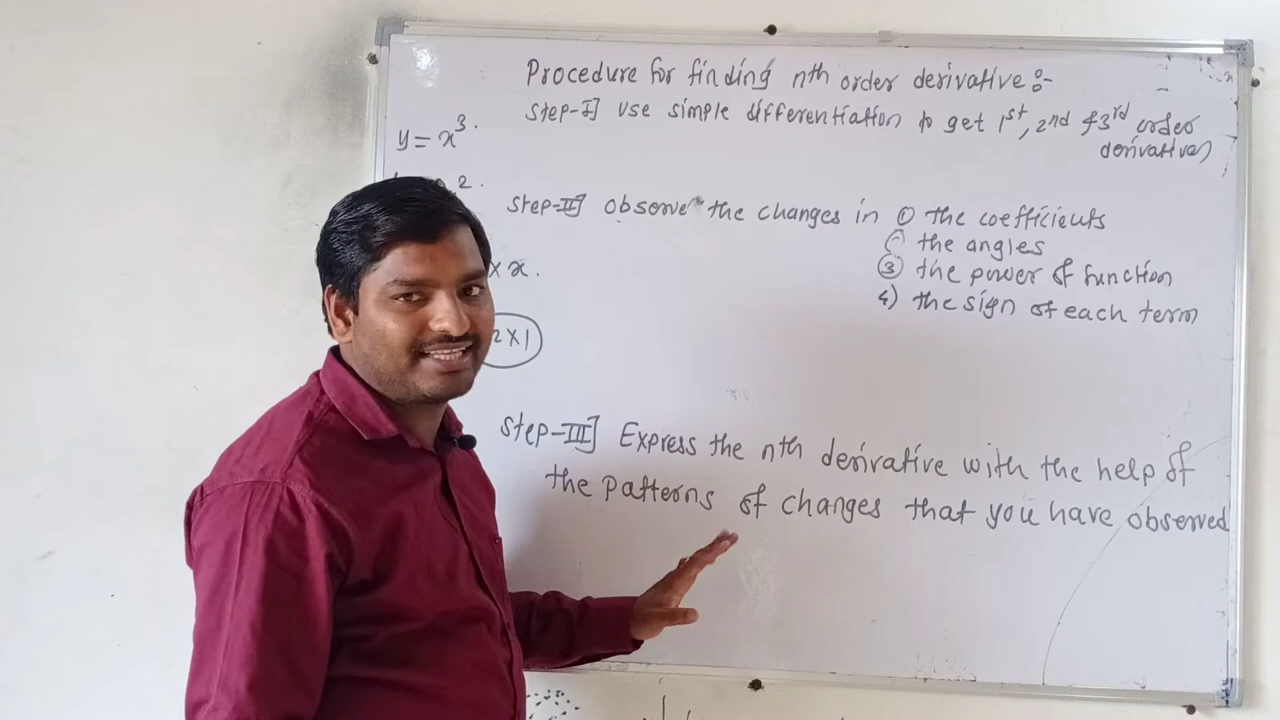 Procedure for finding nth order derivative :-
Step-I] Use simple differentiation to get 1st, 2nd & 3rd order
derivatives
y = x³.
2.
Step-II] Observe the changes in ① the coefficients
the angles
③ the power of function
4) the sign of each term
x x.
2 x 1
Step-III] Express the nth derivative with the help of
the patterns of changes that you have observed